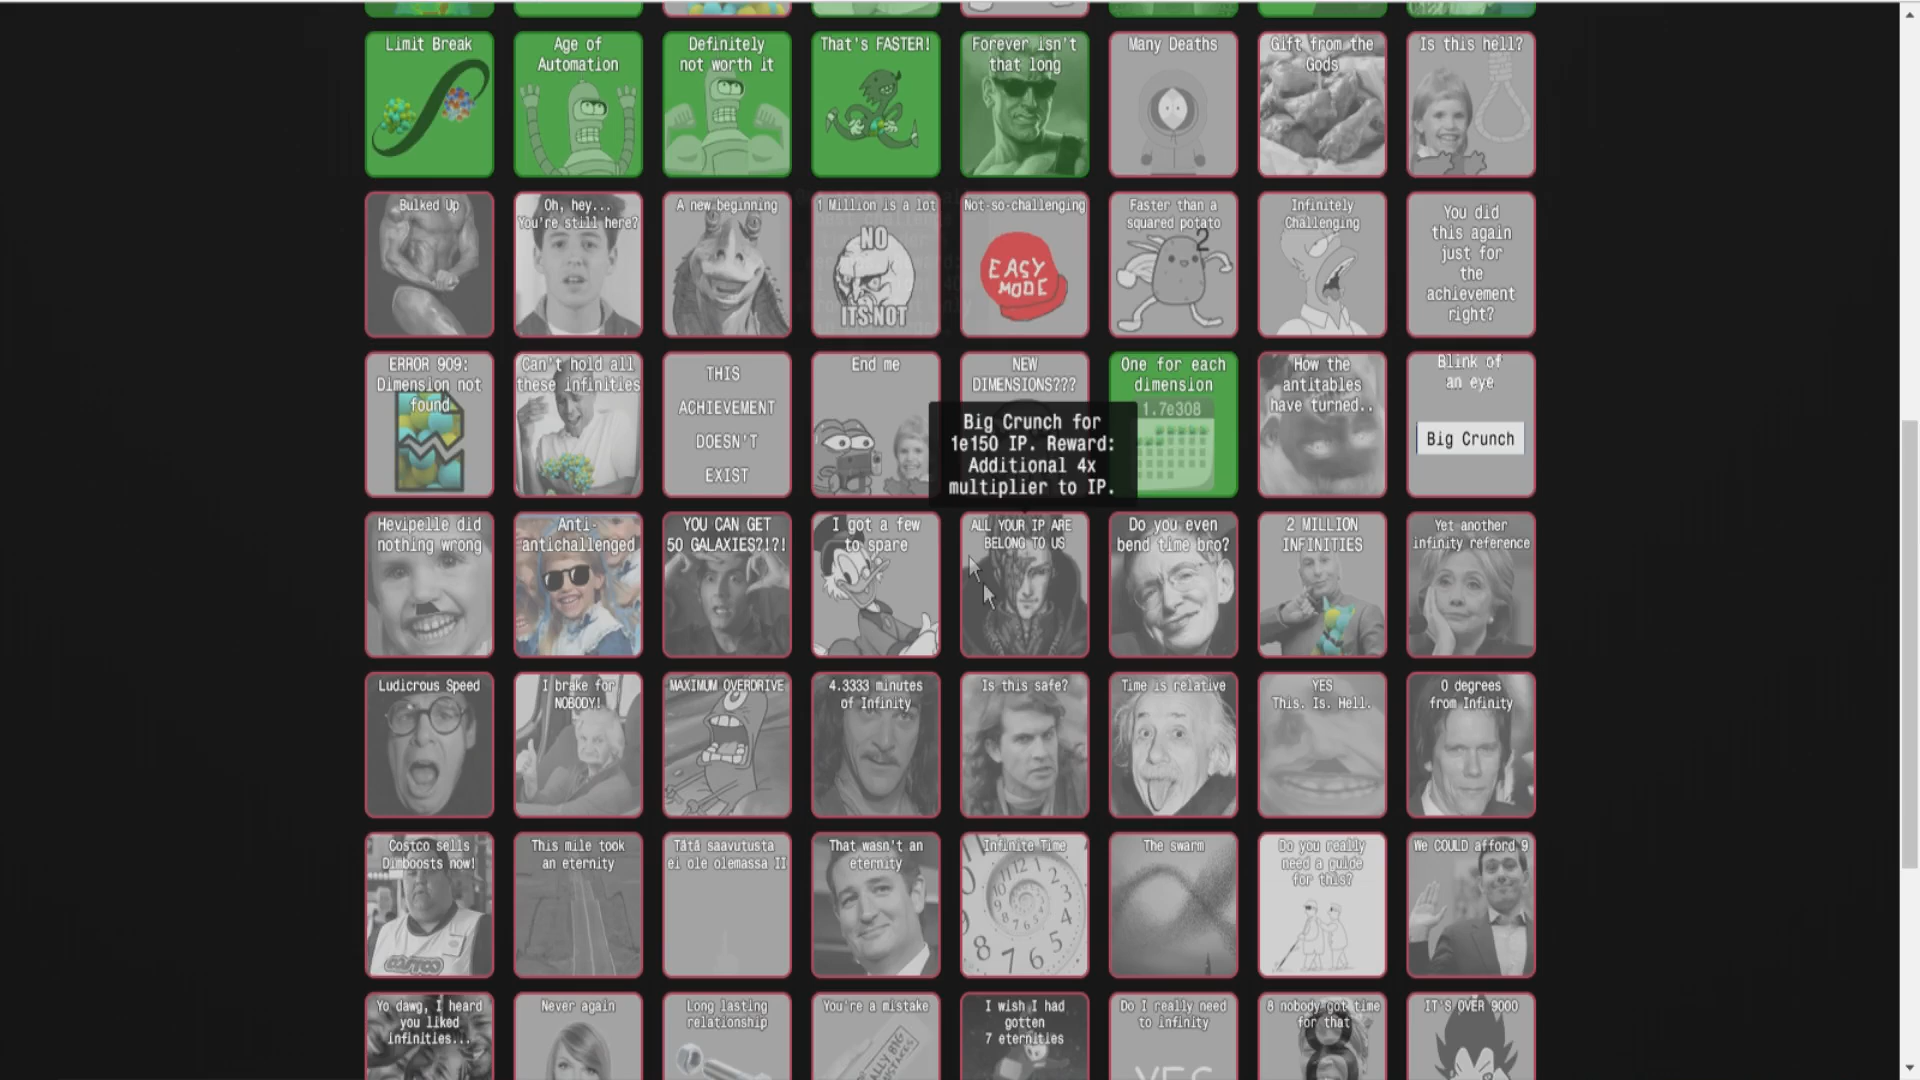 Limit Break
Age of
Automation
Definitely
not worth it
That's FASTER!
Forever isn't
that long
Many Deaths
Gift from the
Gods
Is this hell?
Bulked Up
Oh, hey...
You're still here?
A new beginning
1 Million is a lot
NO
ITS NOT
Not-so-challenging
EASY
MODE
Faster than a
squared potato
2
Infinitely
Challenging
You did
this again
just for
the
achievement
right?
ERROR 909:
Dimension not
found
Can't hold all
these infinities
THIS
ACHIEVEMENT
DOESN'T
EXIST
End me
NEW
DIMENSIONS???
Big Crunch for
1e150 IP. Reward:
Additional 4x
multiplier to IP.
One for each
dimension
1.7e308
How the
antitables
have turned..
Blink of
an eye
Big Crunch
Hevipelle did
nothing wrong
Anti-
antichallenged
YOU CAN GET
50 GALAXIES?!?!
I got a few
to spare
ALL YOUR IP ARE
BELONG TO US
Do you even
bend time bro?
2 MILLION
INFINITIES
Yet another
infinity reference
Ludicrous Speed
I brake for
NOBODY!
MAXIMUM OVERDRIVE
4.3333 minutes
of Infinity
Is this safe?
Time is relative
YES
This. Is. Hell.
0 degrees
from Infinity
Costco sells
Dimboosts now!
COSTCO
This mile took
an eternity
Tätä saavutusta
ei ole olemassa II
That wasn't an
eternity
Infinite Time
The swarm
Do you really
need a guide
for this?
We COULD afford 9
Yo dawg, I heard
you liked
infinities...
Never again
Long lasting
relationship
You're a mistake
I wish I had
gotten
7 eternities
Do I really need
to infinity
YES
8 nobody got time
for that
IT'S OVER 9000